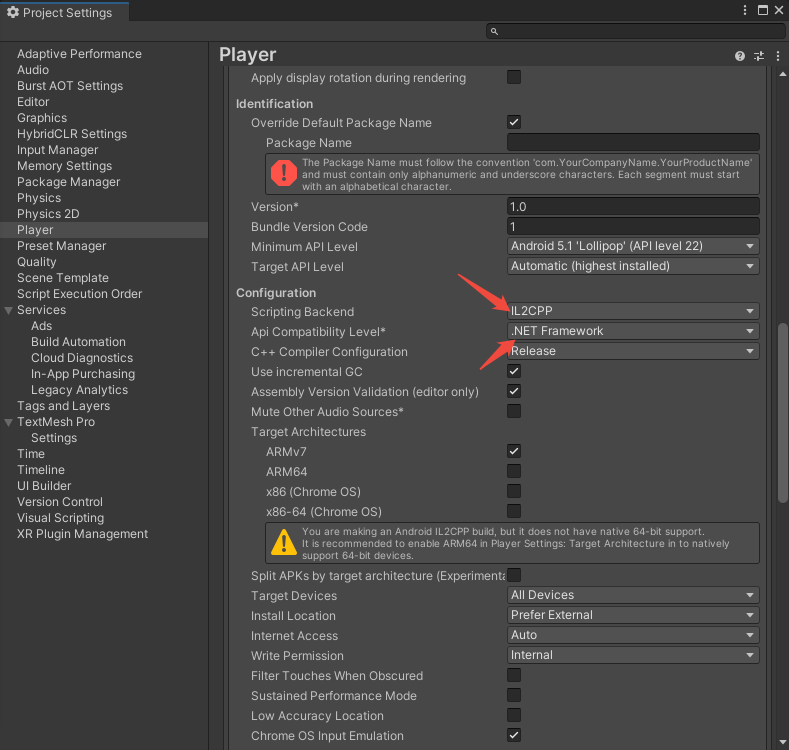 Project Settings
Adaptive Performance
Audio
Burst AOT Settings
Editor
Graphics
HybridCLR Settings
Input Manager
Memory Settings
Package Manager
Physics
Physics 2D
Player
Preset Manager
Quality
Scene Template
Script Execution Order
Services
Ads
Build Automation
Cloud Diagnostics
In-App Purchasing
Legacy Analytics
Tags and Layers
TextMesh Pro
Settings
Time
Timeline
UI Builder
Version Control
Visual Scripting
XR Plugin Management
Player
Apply display rotation during rendering
Identification
Override Default Package Name
Package Name
The Package Name must follow the convention 'com.YourCompanyName.YourProductName'
and must contain only alphanumeric and underscore characters. Each segment must start
with an alphabetical character.
Version* 1.0
Bundle Version Code 1
Minimum API Level Android 5.1 'Lollipop' (API level 22)
Target API Level Automatic (highest installed)
Configuration
Scripting Backend IL2CPP
Api Compatibility Level* .NET Framework
C++ Compiler Configuration Release
Use incremental GC
Assembly Version Validation (editor only)
Mute Other Audio Sources*
Target Architectures
ARMv7
ARM64
x86 (Chrome OS)
x86-64 (Chrome OS)
You are making an Android IL2CPP build, but it does not have native 64-bit support.
It is recommended to enable ARM64 in Player Settings: Target Architecture in to natively
support 64-bit devices.
Split APKs by target architecture (Experimenta
Target Devices All Devices
Install Location Prefer External
Internet Access Auto
Write Permission Internal
Filter Touches When Obscured
Sustained Performance Mode
Low Accuracy Location
Chrome OS Input Emulation